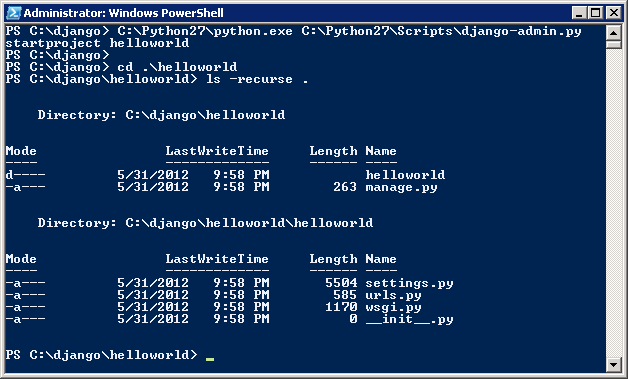 Administrator: Windows PowerShell
PS C:\django> C:\Python27\python.exe C:\Python27\Scripts\django-admin.py
startproject helloworld
PS C:\django>
PS C:\django> cd .\helloworld
PS C:\django\helloworld> ls -recurse .
Directory: C:\django\helloworld
Mode LastWriteTime Length Name
---- ------------- ------ ----
d---- 5/31/2012 9:58 PM helloworld
-a--- 5/31/2012 9:58 PM 263 manage.py
Directory: C:\django\helloworld\helloworld
Mode LastWriteTime Length Name
---- ------------- ------ ----
-a--- 5/31/2012 9:58 PM 5504 settings.py
-a--- 5/31/2012 9:58 PM 585 urls.py
-a--- 5/31/2012 9:58 PM 1170 wsgi.py
-a--- 5/31/2012 9:58 PM 0 __init__.py
PS C:\django\helloworld> _